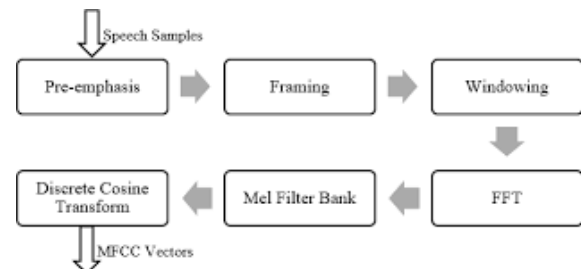 Speech Samples
Pre-emphasis
Framing
Windowing
FFT
Mel Filter Bank
Discrete Cosine
Transform
MFCC Vectors